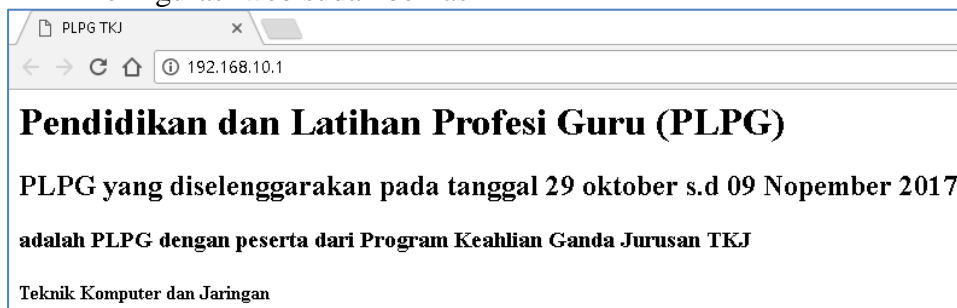 PLPG TKJ
192.168.10.1
Pendidikan dan Latihan Profesi Guru (PLPG)
PLPG yang diselenggarakan pada tanggal 29 oktober s.d 09 Nopember 2017
adalah PLPG dengan peserta dari Program Keahlian Ganda Jurusan TKJ
Teknik Komputer dan Jaringan